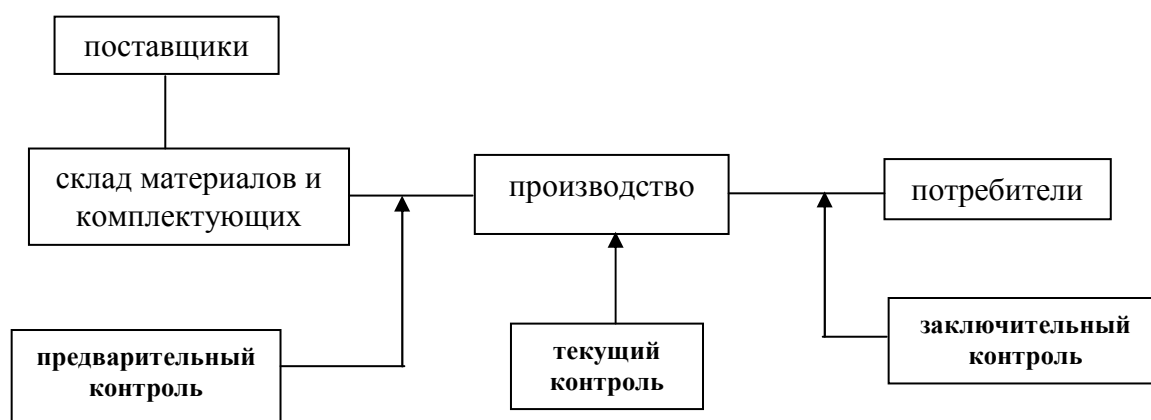 поставщики
склад материалов и
комплектующих
производство
потребители
предварительный
контроль
текущий
контроль
заключительный
контроль